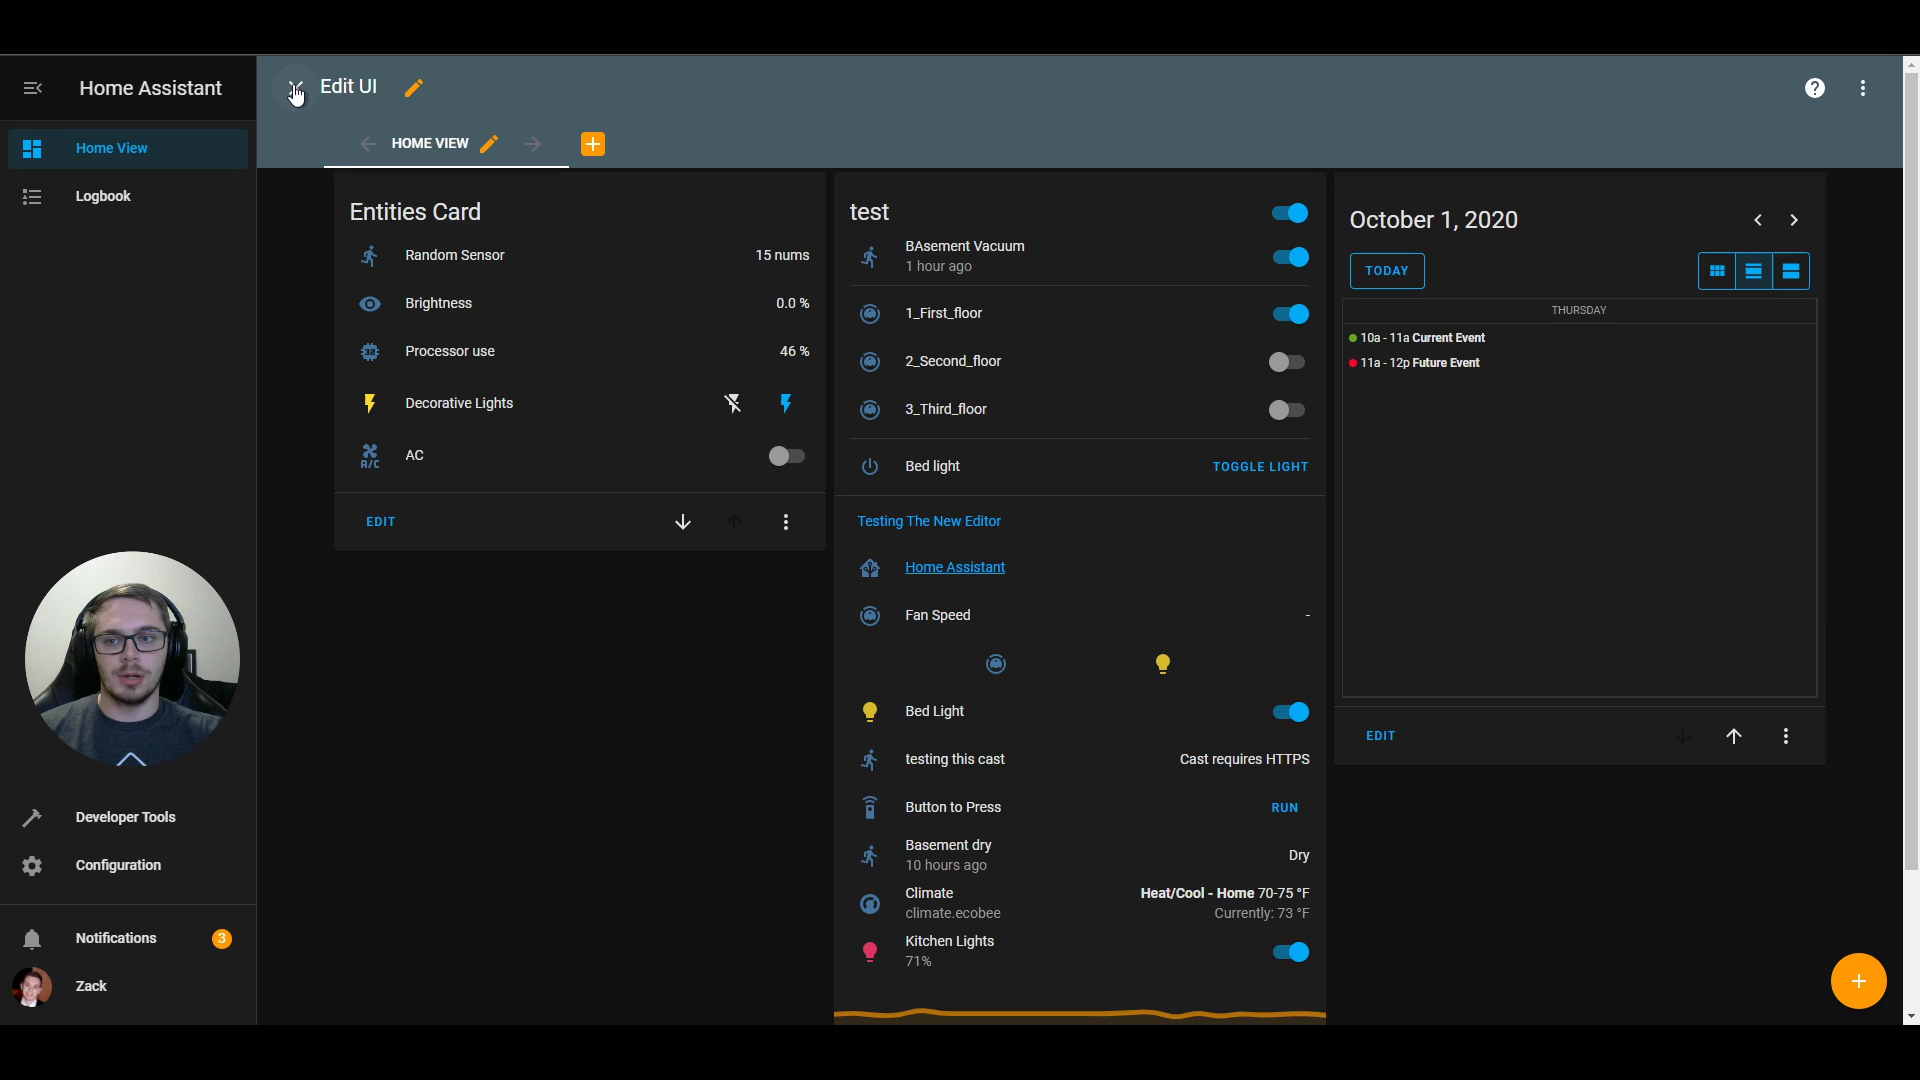 Home Assistant
Edit UI
HOME VIEW
Home View
Logbook
Developer Tools
Configuration
Notifications
3
Zack
Entities Card
Random Sensor
15 nums
Brightness
0.0 %
Processor use
46 %
Decorative Lights
A/C
AC
EDIT
test
BAsement Vacuum
1 hour ago
1_First_floor
2_Second_floor
3_Third_floor
Bed light
TOGGLE LIGHT
Testing The New Editor
Home Assistant
Fan Speed
-
Bed Light
testing this cast
Cast requires HTTPS
Button to Press
RUN
Basement dry
10 hours ago
Dry
Climate
climate.ecobee
Heat/Cool - Home 70-75 °F
Currently: 73 °F
Kitchen Lights
71%
October 1, 2020
TODAY
THURSDAY
10a - 11a Current Event
11a - 12p Future Event
EDIT